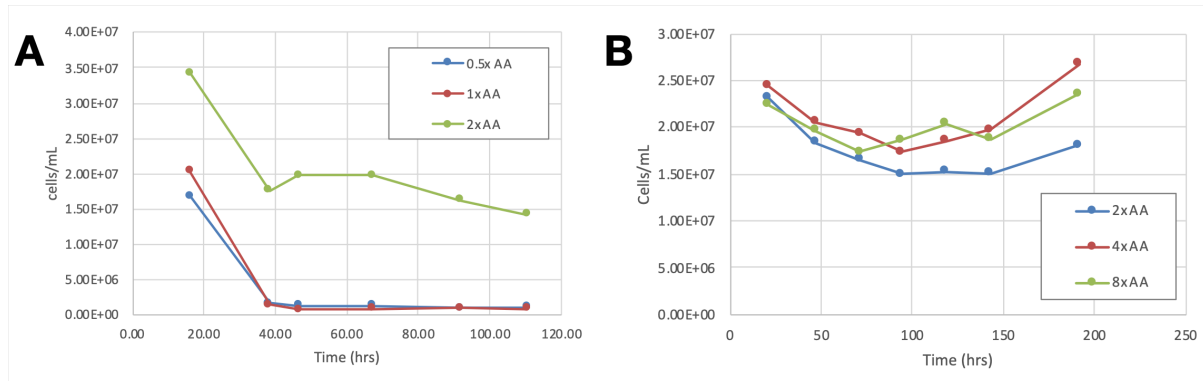 A
4.00E+07
3.50E+07
3.00E+07
2.50E+07
2.00E+07
1.50E+07
1.00E+07
5.00E+06
0.00E+00
cells/mL
0.5x AA
1xAA
2xAA
0.00 20.00 40.00 60.00 80.00 100.00 120.00
Time (hrs)
B
3.00E+07
2.50E+07
2.00E+07
1.50E+07
1.00E+07
5.00E+06
0.00E+00
Cells/mL
2xAA
4xAA
8xAA
0 50 100 150 200 250
Time (hrs)